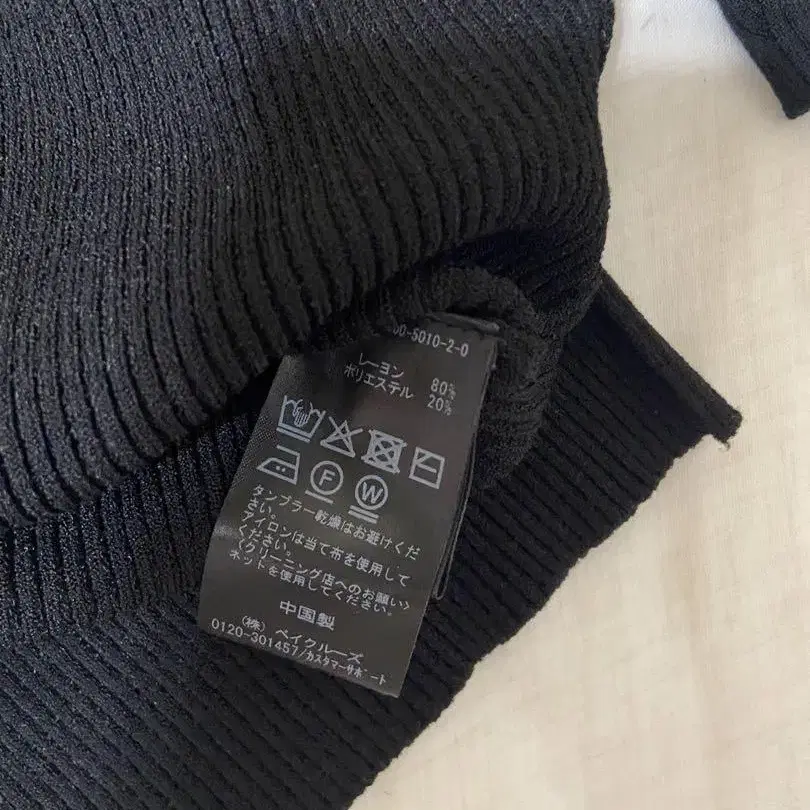 00-5010-2-0
レーヨン 80%
ポリエステル 20%
F W
タンブラー乾燥はお避けくだ
さい。
アイロンは当て布を使用して
ください。
〈クリーニング店へのお願い〉
ネットを使用してください。
中国製
(株) ベイクルーズ
0120-301457/カスタマーサポート